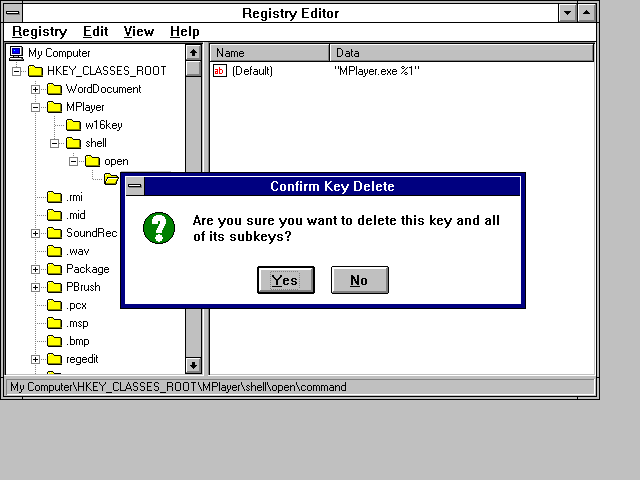 Registry Editor
Registry Edit View Help
My Computer
HKEY_CLASSES_ROOT
WordDocument
MPlayer
w16key
shell
open
.rmi
.mid
SoundRec
.wav
Package
PBrush
.pcx
.msp
.bmp
regedit
Name Data
ab (Default) "MPlayer.exe %1"
Confirm Key Delete
Are you sure you want to delete this key and all
of its subkeys?
Yes No
My Computer\HKEY_CLASSES_ROOT\MPlayer\shell\open\command